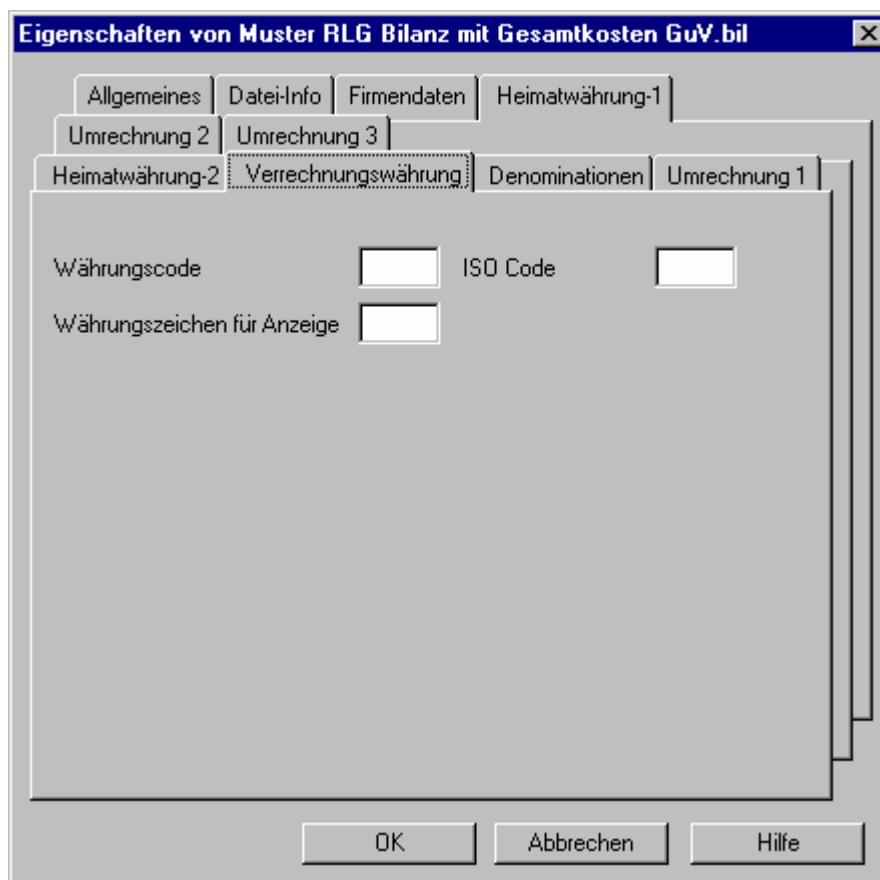 Eigenschaften von Muster RLG Bilanz mit Gesamtkosten GuV.bil
Allgemeines Datei-Info Firmendaten Heimatwährung-1
Umrechnung 2 Umrechnung 3
Heimatwährung-2 Verrechnungswährung Denominationen Umrechnung 1
Währungscode ISO Code
Währungszeichen für Anzeige
OK Abbrechen Hilfe